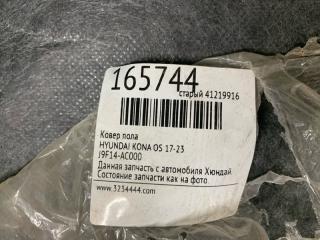 165744
старый 41219916
Ковер пола
HYUNDAI KONA OS 17-23
J9F14-AC000
Данная запчасть с автомобиля Хюндай.
Состояние запчасти как на фото.
www.3254444.com